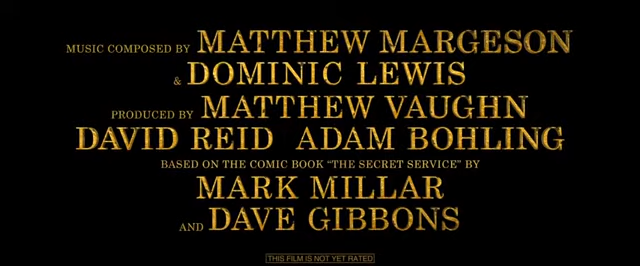 MUSIC COMPOSED BY MATTHEW MARGESON
& DOMINIC LEWIS
PRODUCED BY MATTHEW VAUGHN
DAVID REID ADAM BOHLING
BASED ON THE COMIC BOOK “THE SECRET SERVICE” BY
MARK MILLAR
AND DAVE GIBBONS
THIS FILM IS NOT YET RATED